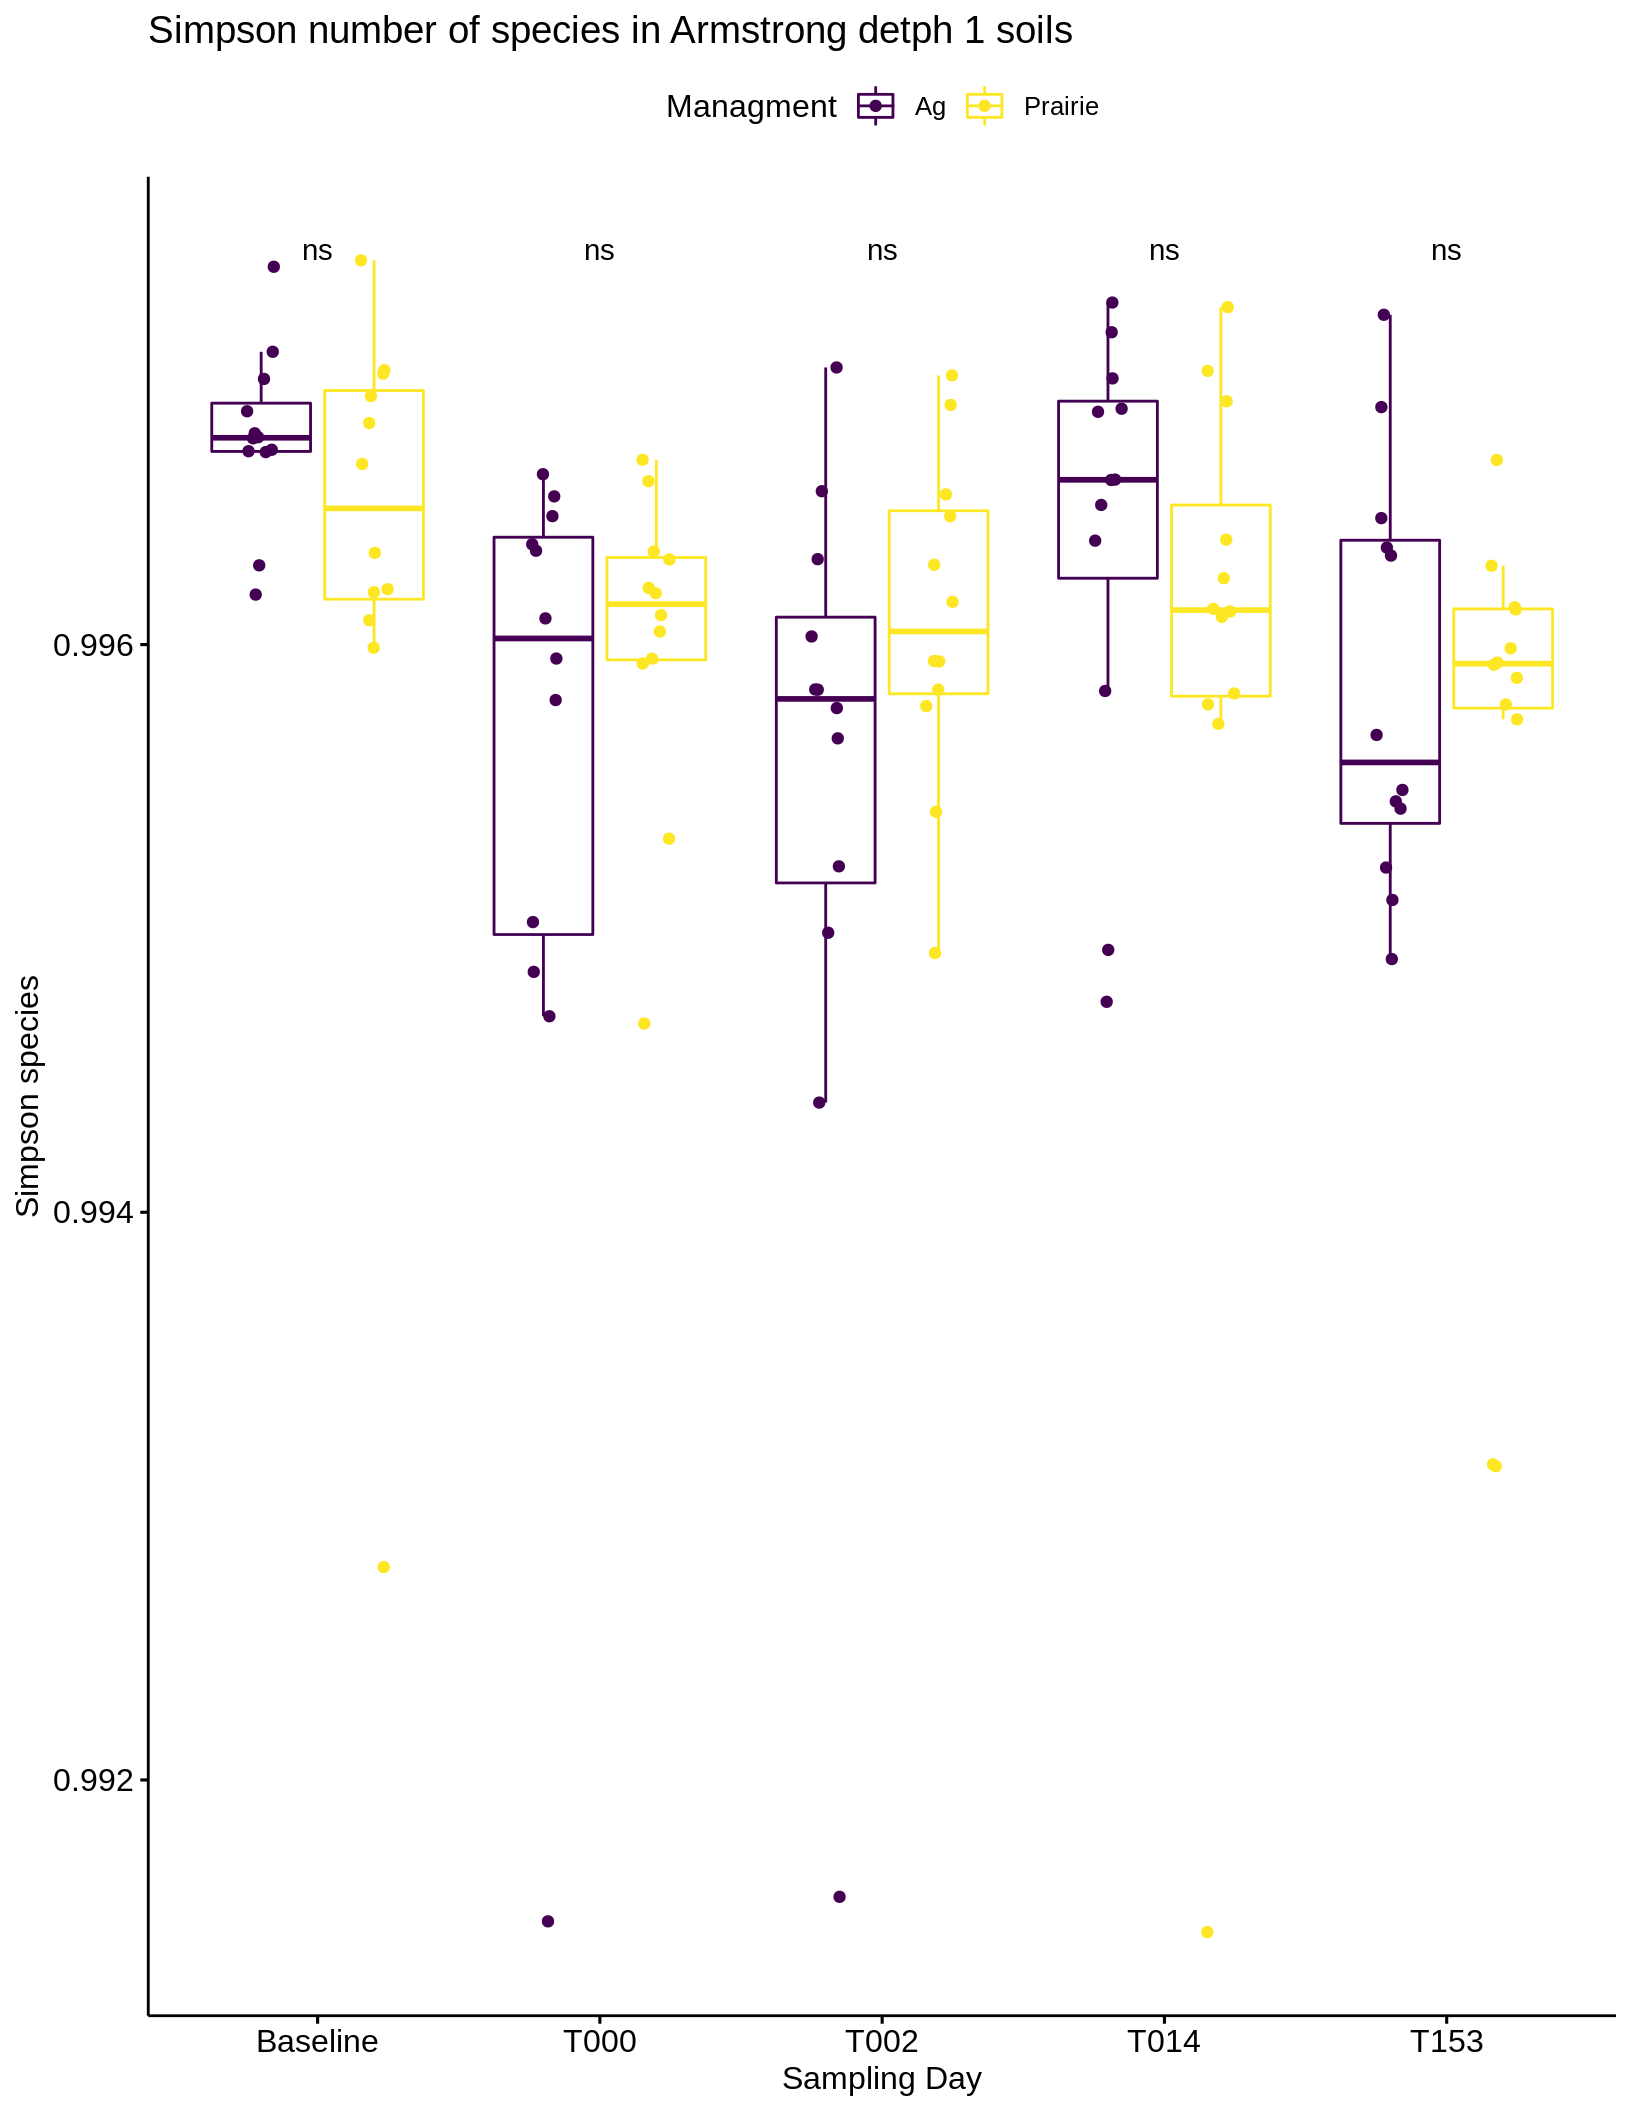 Simpson number of species in Armstrong detph 1 soils
Managment Ag Prairie
ns ns ns ns ns
0.996
0.994
0.992
Simpson species
Baseline T000 T002 T014 T153
Sampling Day